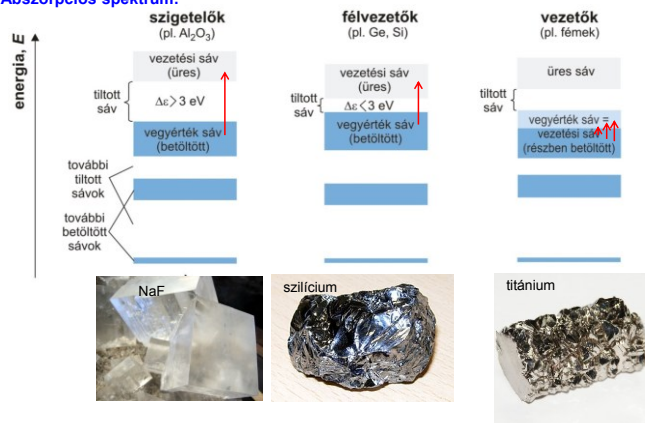 Abszorpciós spektrum:
energia, E
szigetelők
(pl. Al₂O₃)
vezetési sáv
(üres)
tiltott
sáv
Δε>3 eV
vegyérték sáv
(betöltött)
további
tiltott
sávok
további
betöltött
sávok
félvezetők
(pl. Ge, Si)
vezetési sáv
(üres)
tiltott
sáv
Δε<3 eV
vegyérték sáv
(betöltött)
vezetők
(pl. fémek)
üres sáv
tiltott
sáv
vegyérték sáv =
vezetési sáv
(részben betöltött)
NaF
szilícium
titánium